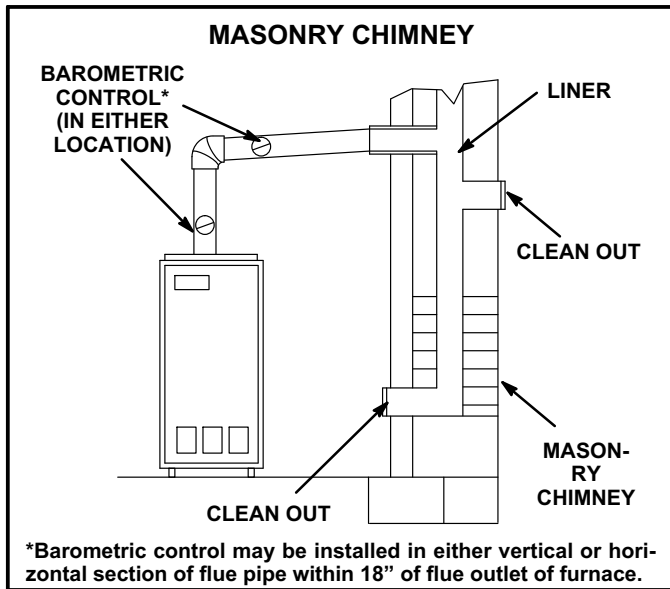 MASONRY CHIMNEY
BAROMETRIC
CONTROL*
(IN EITHER
LOCATION)
LINER
CLEAN OUT
MASON-
RY
CHIMNEY
CLEAN OUT
*Barometric control may be installed in either vertical or hori-
zontal section of flue pipe within 18” of flue outlet of furnace.